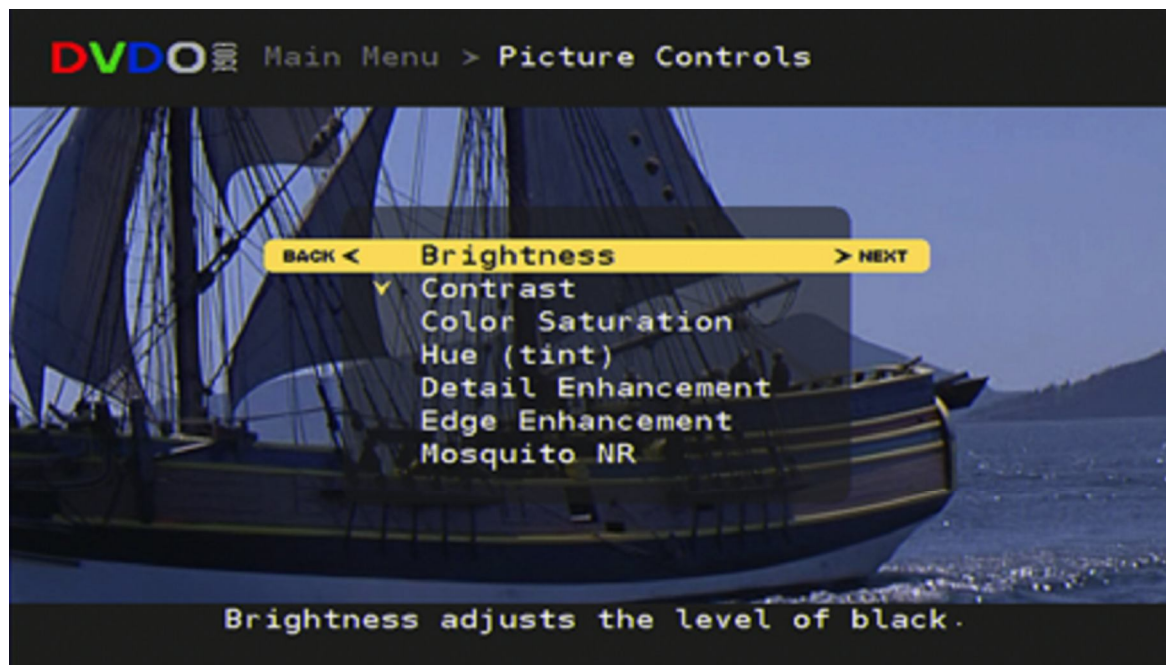 DVDO EDGE Main Menu > Picture Controls
BACK < Brightness > NEXT
Contrast
Color Saturation
Hue (tint)
Detail Enhancement
Edge Enhancement
Mosquito NR
Brightness adjusts the level of black.